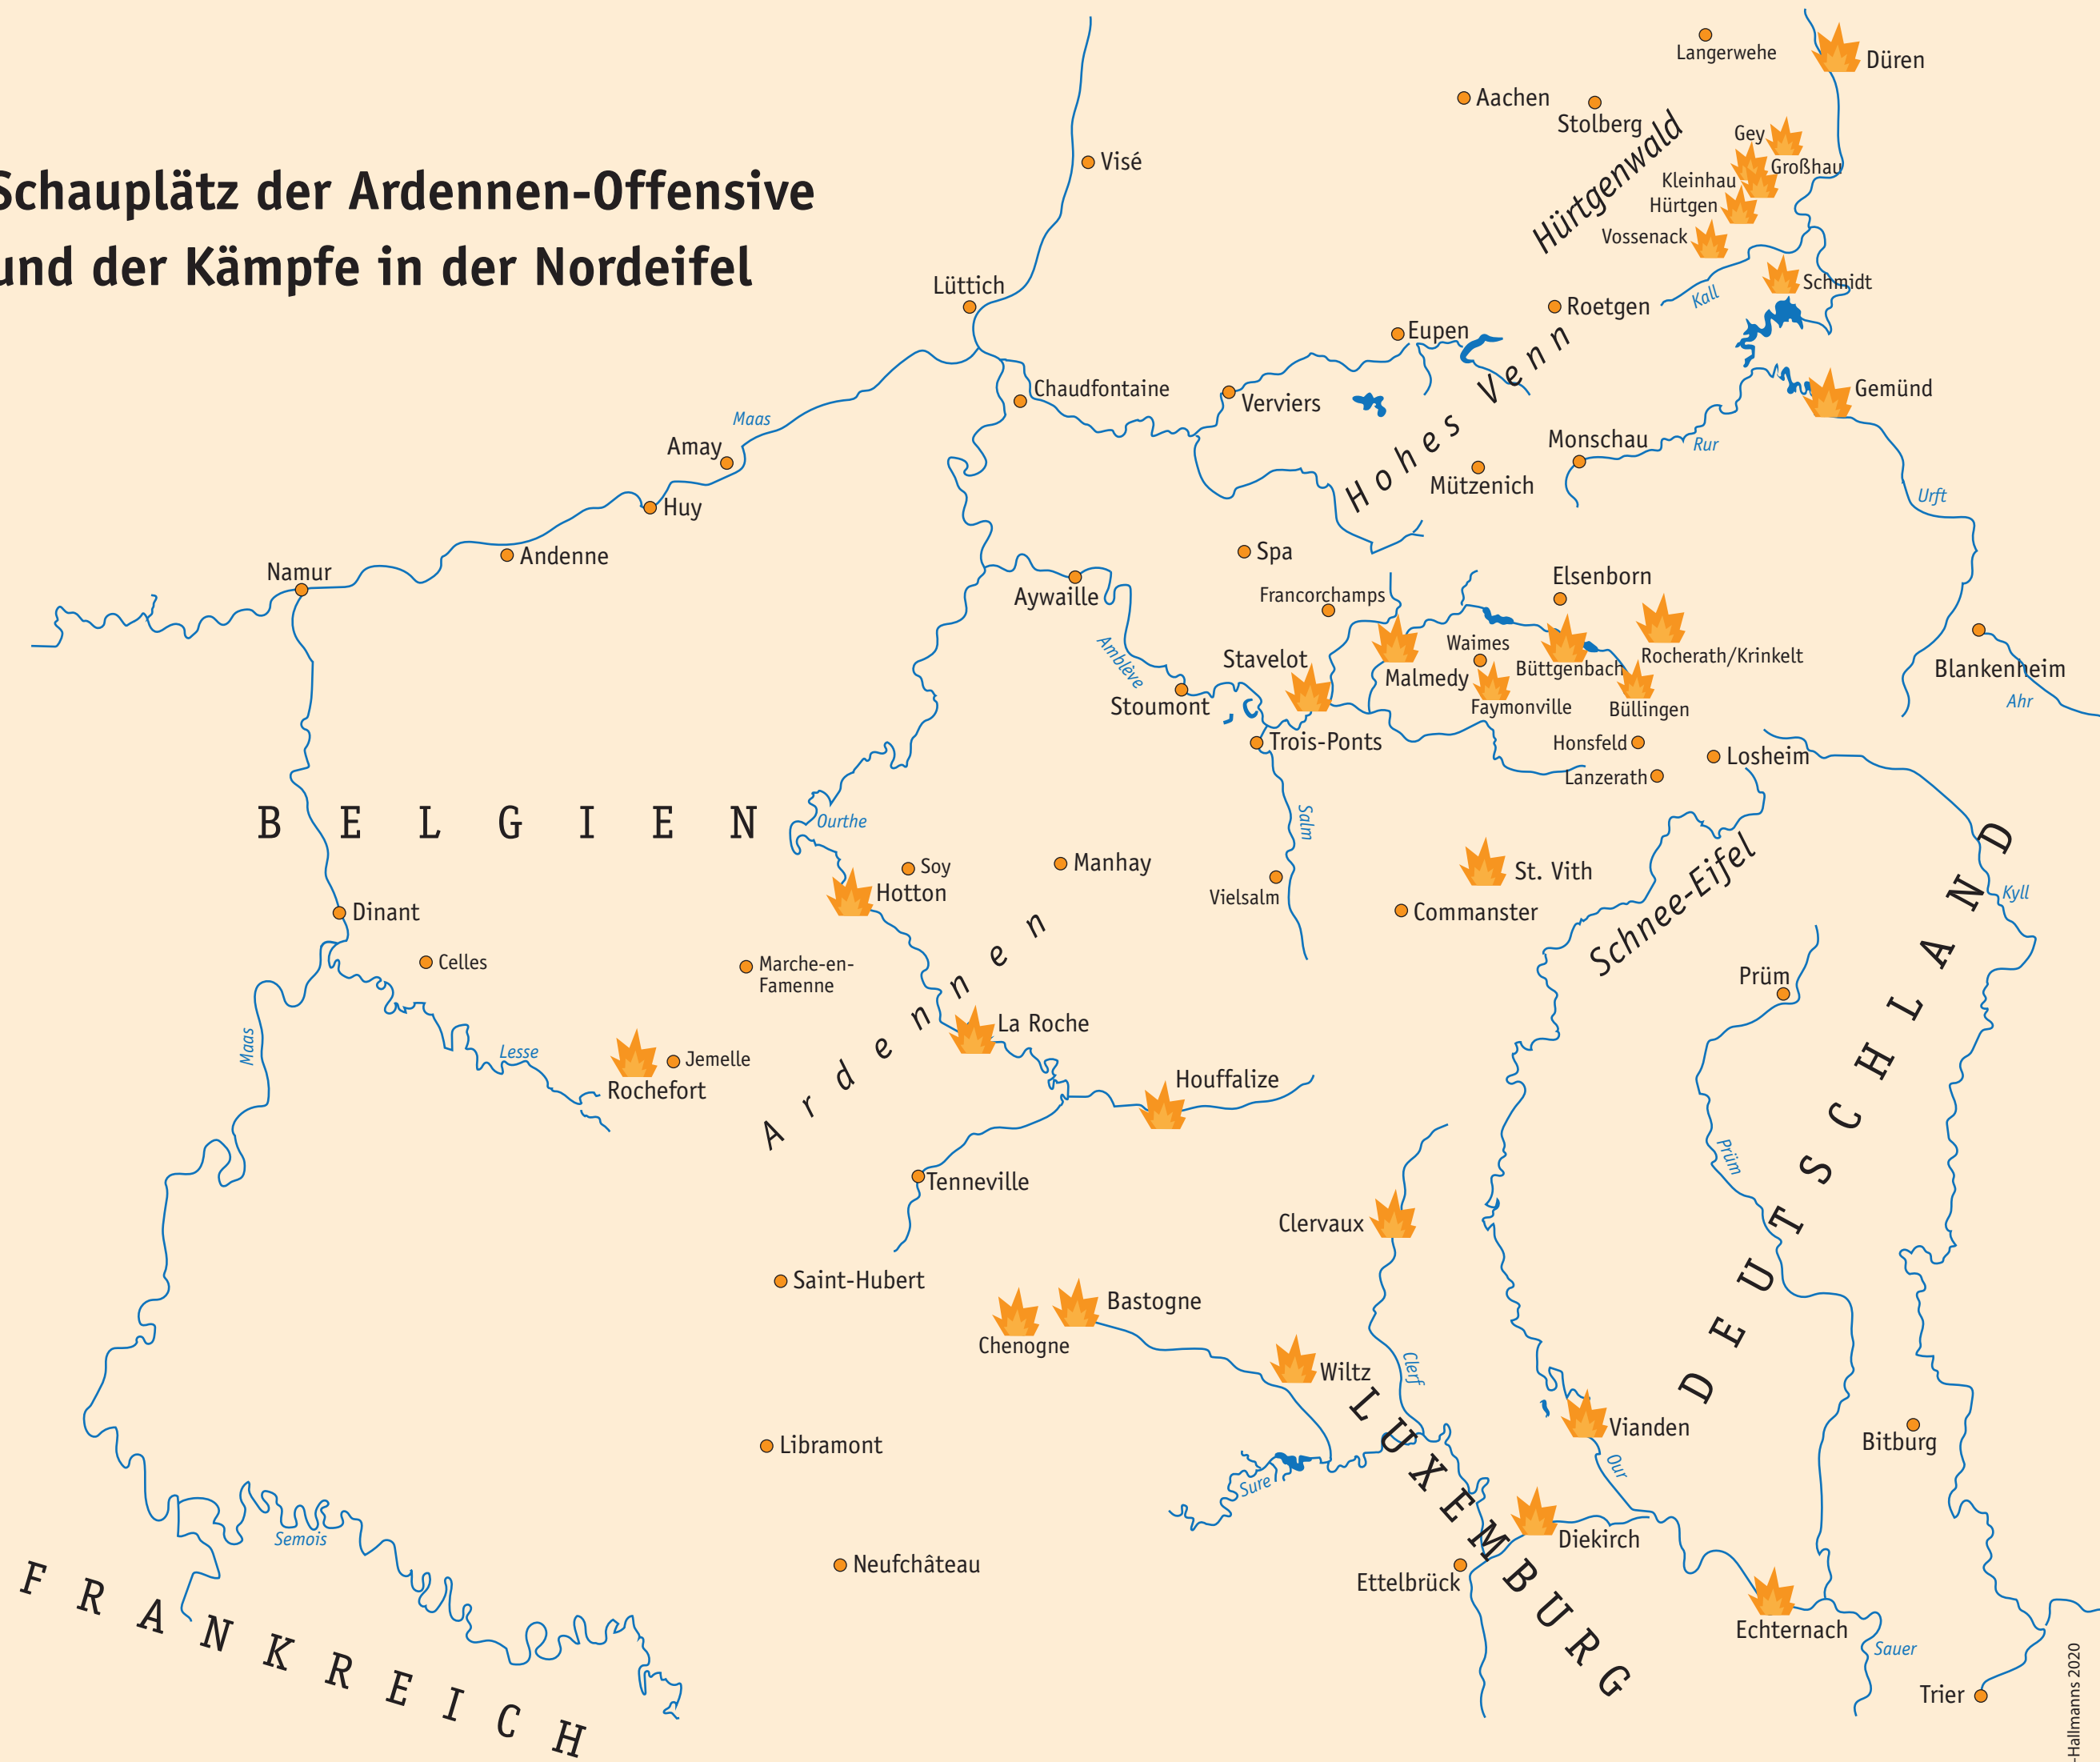 Schauplätz der Ardennen-Offensive
und der Kämpfe in der Nordeifel
Langerwehe
Düren
Aachen
Stolberg
Hürtgenwald
Gey
Großhau
Kleinhau
Hürtgen
Vossenack
Schmidt
Kall
Visé
Lüttich
Roetgen
Eupen
Hohes Venn
Chaudfontaine
Verviers
Gemünd
Maas
Amay
Monschau
Rur
Mützenich
Huy
Urft
Andenne
Spa
Namur
Aywaille
Francorchamps
Elsenborn
Amblève
Waimes
Rocherath/Krinkelt
Stavelot
Malmedy
Büttgenbach
Blankenheim
Ahr
Stoumont
Faymonville
Büllingen
Trois-Ponts
Honsfeld
Losheim
Lanzerath
BELGIEN
Ourthe
Salm
Soy
Manhay
Hotton
Vielsalm
St. Vith
Commanster
Schnee-Eifel
Kyll
Dinant
Celles
Marche-en-
Famenne
Ardennen
Prüm
DEUTSCHLAND
La Roche
Maas
Lesse
Jemelle
Rochefort
Houffalize
Prüm
Tenneville
Clervaux
Saint-Hubert
Bastogne
Chenogne
Wiltz
Clerf
LUXEMBURG
Vianden
Bitburg
Libramont
Our
Sure
Semois
Diekirch
Neufchâteau
Ettelbrück
FRANKREICH
Echternach
Sauer
Trier
-Hallmanns 2020